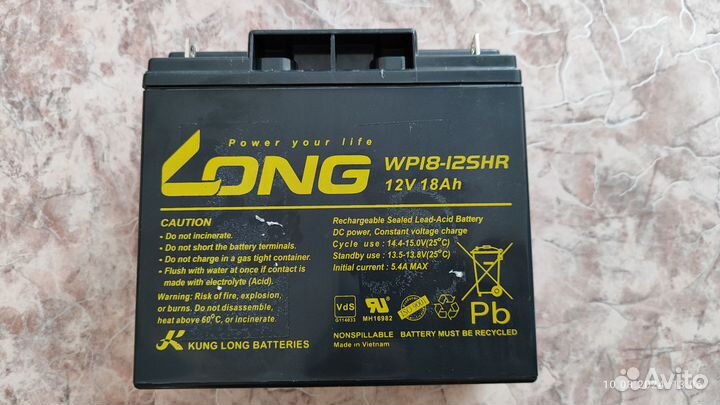 Power your life
LONG
WP18-12SHR
12V 18Ah
CAUTION
• Do not incinerate.
• Do not short the battery terminals.
• Do not charge in a gas tight container.
• Flush with water at once if contact is
made with electrolyte (Acid).
Warning: Risk of fire, explosion,
or burns. Do not disassemble,
heat above 60°C, or incinerate.
KUNG LONG BATTERIES
Rechargeable Sealed Lead-Acid Battery
DC power, Constant voltage charge
Cycle use : 14.4-15.0V(25°C)
Standby use : 13.5-13.8V(25°C)
Initial current : 5.4A MAX
VdS
G114033
MH16982
Pb
NONSPILLABLE BATTERY MUST BE RECYCLED
Made in Vietnam
Avito